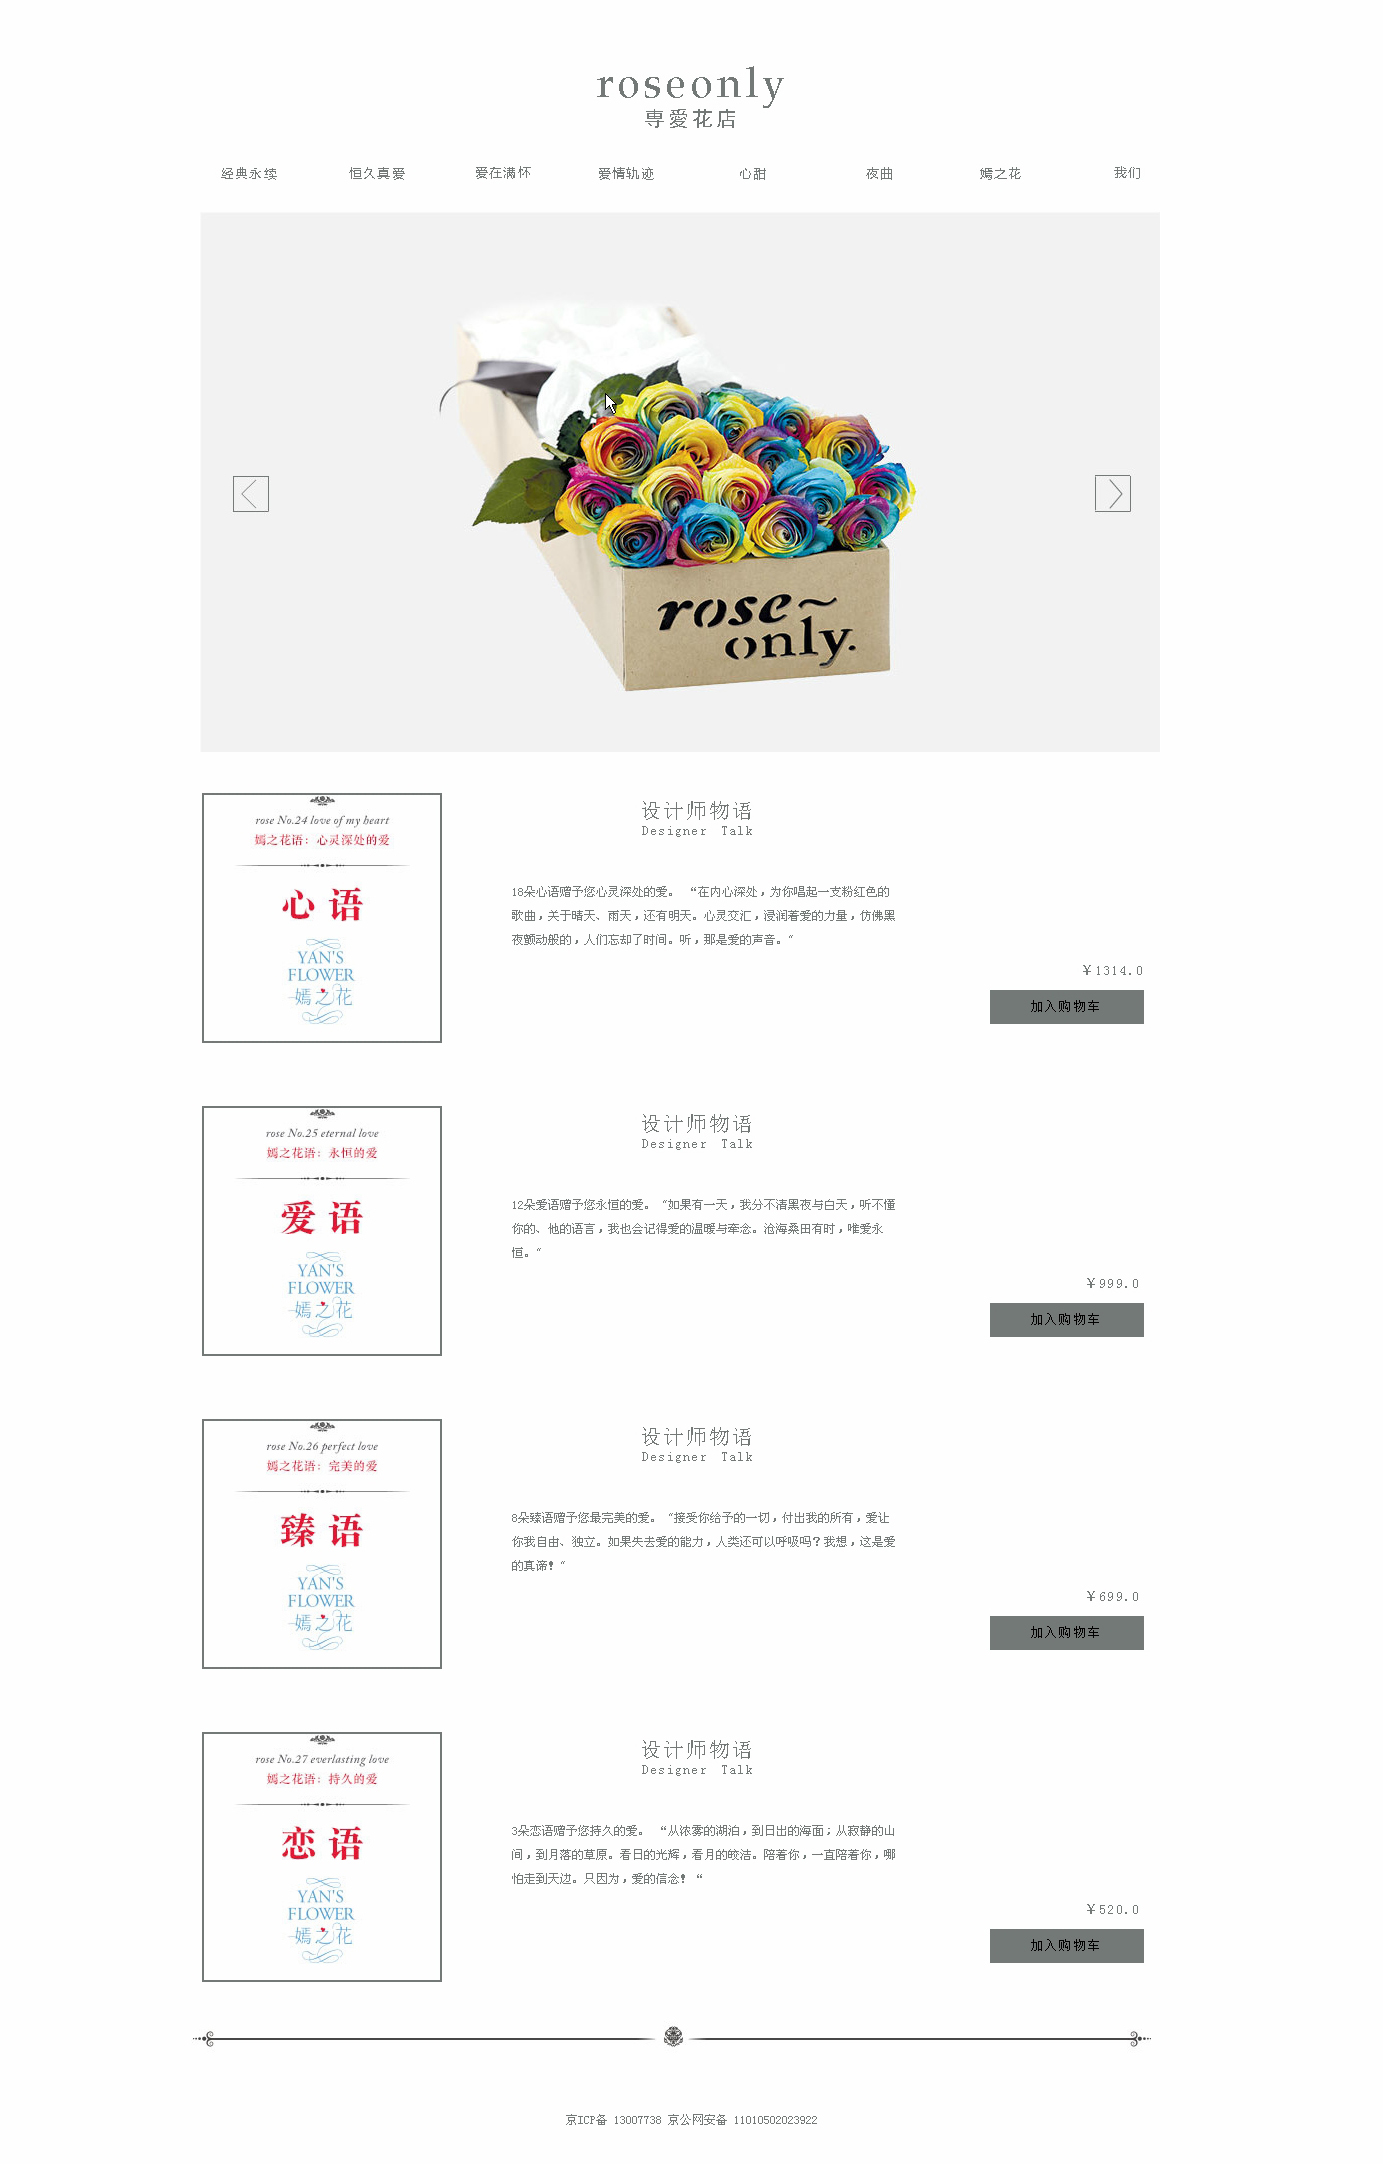 roseonly
専愛花店
经典永续 恒久真爱 爱在满怀 爱情轨迹 心甜 夜曲 嫣之花 我们
rose~
only.
rose No.24 love of my heart
嫣之花语：心灵深处的爱
心语
YAN'S
FLOWER
嫣之花
设计师物语
Designer Talk
18朵心语赠予您心灵深处的爱。 “在内心深处，为你唱起一支粉红色的
歌曲，关于晴天、雨天，还有明天。心灵交汇，浸润着爱的力量，仿佛黑
夜颤动般的，人们忘却了时间。听，那是爱的声音。"
￥1314.0
加入购物车
rose No.25 eternal love
嫣之花语：永恒的爱
爱语
YAN'S
FLOWER
嫣之花
设计师物语
Designer Talk
12朵爱语赠予您永恒的爱。 "如果有一天，我分不清黑夜与白天，听不懂
你的、他的语言，我也会记得爱的温暖与牵念。沧海桑田有时，唯爱永
恒。"
￥999.0
加入购物车
rose No.26 perfect love
嫣之花语：完美的爱
臻语
YAN'S
FLOWER
嫣之花
设计师物语
Designer Talk
8朵臻语赠予您最完美的爱。 "接受你给予的一切，付出我的所有，爱让
你我自由、独立。如果失去爱的能力，人类还可以呼吸吗？我想，这是爱
的真谛！"
￥699.0
加入购物车
rose No.27 everlasting love
嫣之花语：持久的爱
恋语
YAN'S
FLOWER
嫣之花
设计师物语
Designer Talk
3朵恋语赠予您持久的爱。 “从浓雾的湖泊，到日出的海面；从寂静的山
间，到月落的草原。看日的光辉，看月的皎洁。陪着你，一直陪着你，哪
怕走到天边。只因为，爱的信念！“
￥520.0
加入购物车
京ICP备 13007738 京公网安备 11010502023922